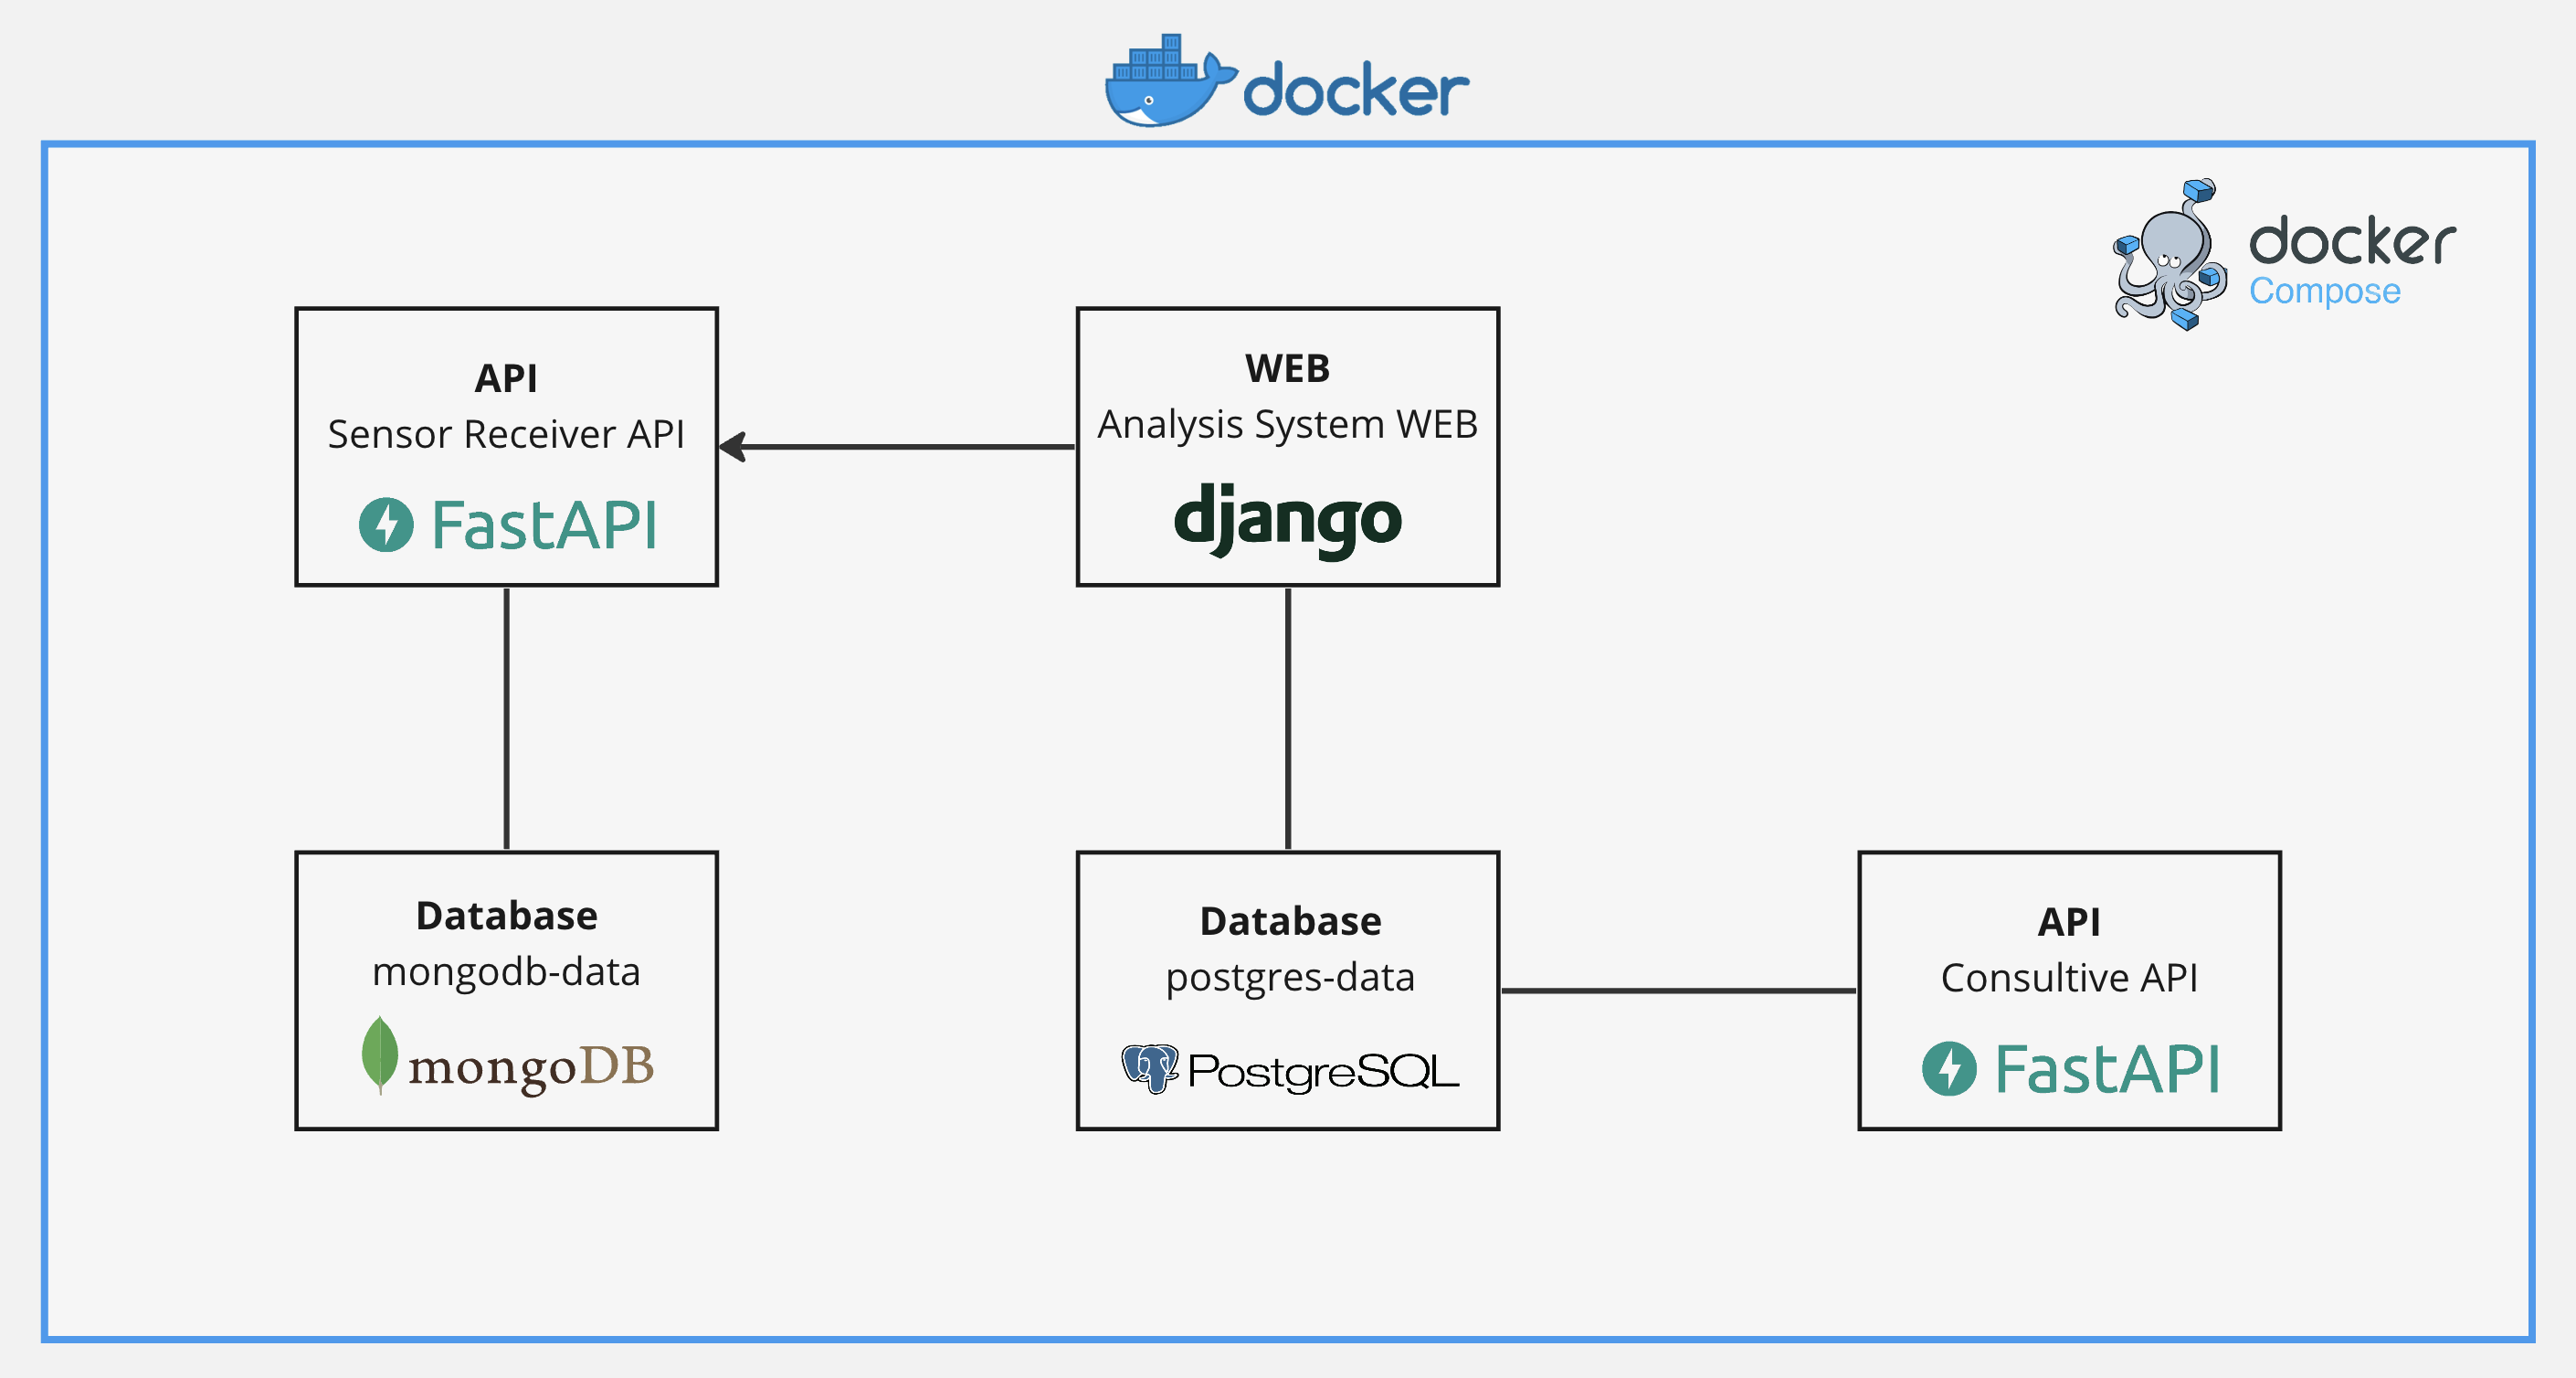 docker
docker
Compose
API
Sensor Receiver API
FastAPI
WEB
Analysis System WEB
django
Database
mongodb-data
mongoDB
Database
postgres-data
PostgreSQL
API
Consultive API
FastAPI